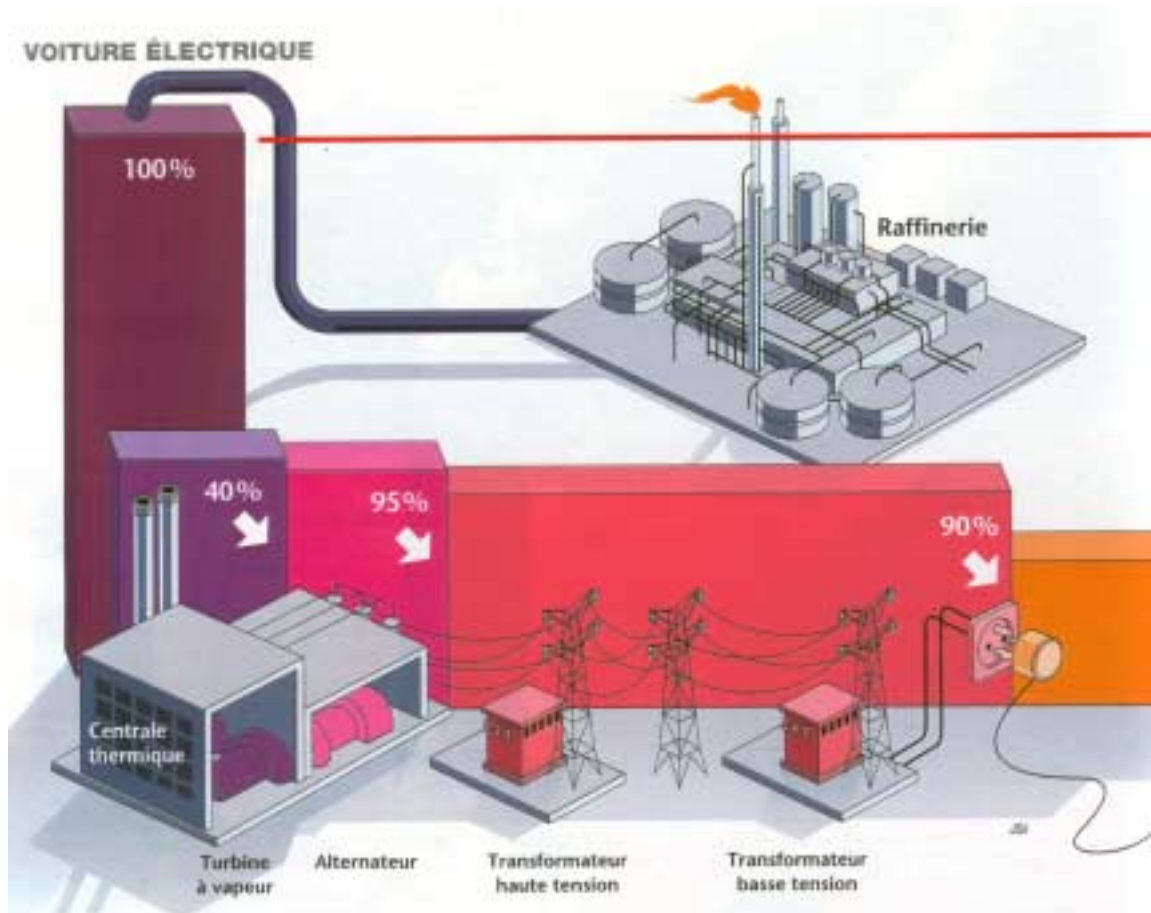 VOITURE ÉLECTRIQUE
100%
Raffinerie
40%
95%
90%
Centrale
thermique
Turbine
à vapeur
Alternateur
Transformateur
haute tension
Transformateur
basse tension